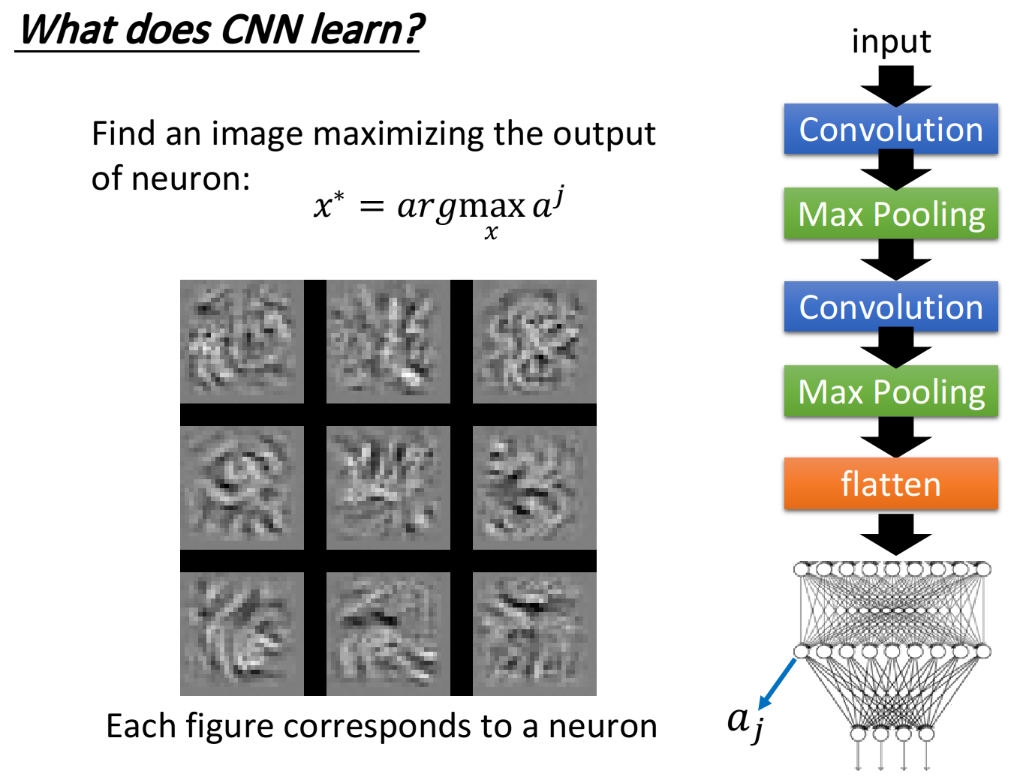 What does CNN learn?
Find an image maximizing the output
of neuron:
x* = arg max a^j
x
Each figure corresponds to a neuron
input
Convolution
Max Pooling
Convolution
Max Pooling
flatten
a_j